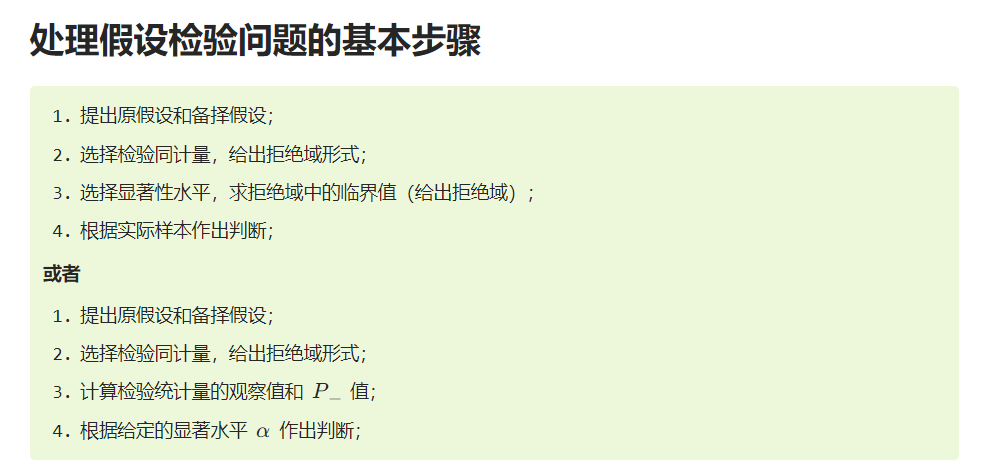 处理假设检验问题的基本步骤
1. 提出原假设和备择假设；
2. 选择检验同计量，给出拒绝域形式；
3. 选择显著性水平，求拒绝域中的临界值（给出拒绝域）；
4. 根据实际样本作出判断；
或者
1. 提出原假设和备择假设；
2. 选择检验同计量，给出拒绝域形式；
3. 计算检验统计量的观察值和 P_ 值；
4. 根据给定的显著水平 α 作出判断；